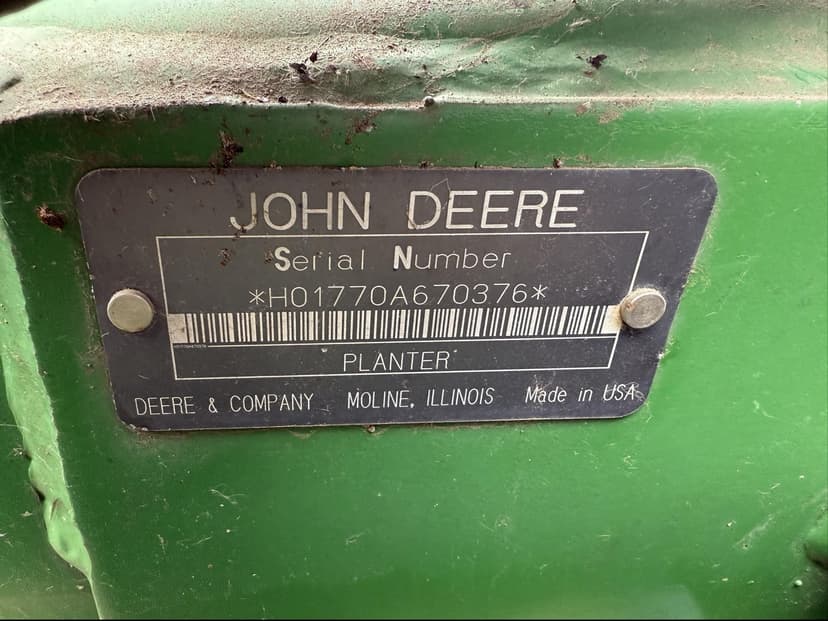 JOHN DEERE
Serial Number
*H01770A670376*
PLANTER
DEERE & COMPANY MOLINE, ILLINOIS Made in USA